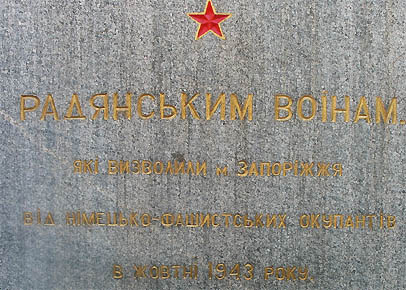 РАДЯНСЬКИМ ВОЇНАМ,
ЯКІ ВИЗВОЛИЛИ м ЗАПОРІЖЖЯ
ВІД НІМЕЦЬКО-ФАШИСТСЬКИХ ОКУПАНТІВ
В ЖОВТНІ 1943 РОКУ.